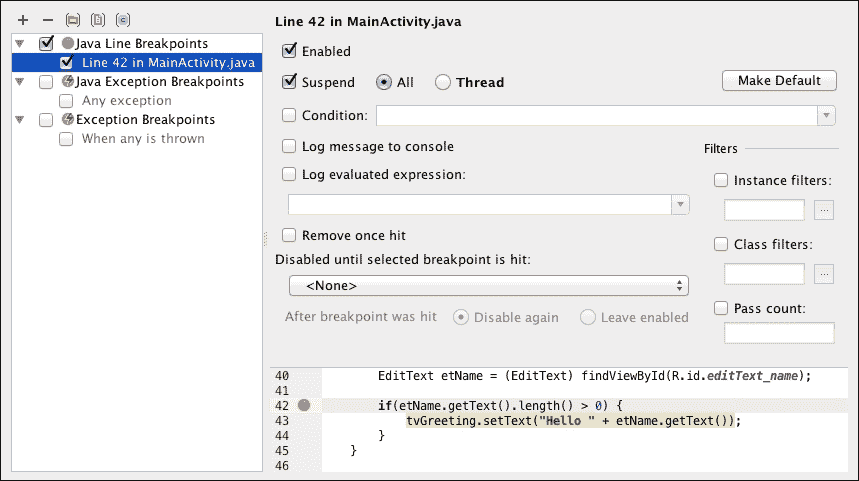 Java Line Breakpoints
Line 42 in MainActivity.java
Java Exception Breakpoints
Any exception
Exception Breakpoints
When any is thrown
Line 42 in MainActivity.java
Enabled
Suspend All Thread Make Default
Condition:
Log message to console
Log evaluated expression:
Remove once hit
Disabled until selected breakpoint is hit:
<None>
After breakpoint was hit Disable again Leave enabled
Filters
Instance filters:
...
Class filters:
...
Pass count:
40 EditText etName = (EditText) findViewById(R.id.editText_name);
41
42 if(etName.getText().length() > 0) {
43 tvGreeting.setText("Hello " + etName.getText());
44 }
45 }
46